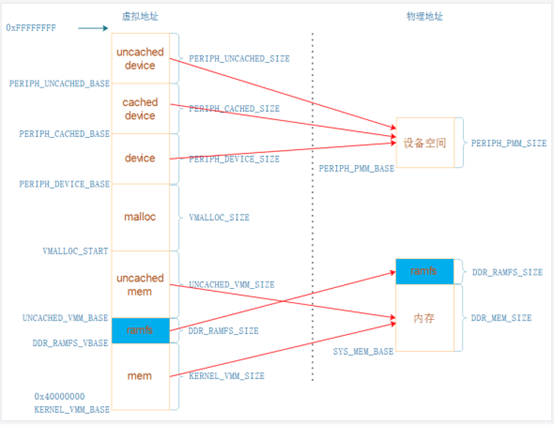 虚拟地址
物理地址
0xFFFFFFFF
uncached
device
PERIPH_UNCACHED_SIZE
PERIPH_UNCACHED_BASE
cached
device
PERIPH_CACHED_SIZE
PERIPH_CACHED_BASE
device
PERIPH_DEVICE_SIZE
PERIPH_DEVICE_BASE
设备空间
PERIPH_PMM_SIZE
PERIPH_PMM_BASE
malloc
VMALLOC_SIZE
VMALLOC_START
uncached
mem
UNCACHED_VMM_SIZE
UNCACHED_VMM_BASE
ramfs
DDR_RAMFS_SIZE
DDR_RAMFS_VBASE
ramfs
DDR_RAMFS_SIZE
内存
DDR_MEM_SIZE
SYS_MEM_BASE
mem
KERNEL_VMM_SIZE
0x40000000
KERNEL_VMM_BASE